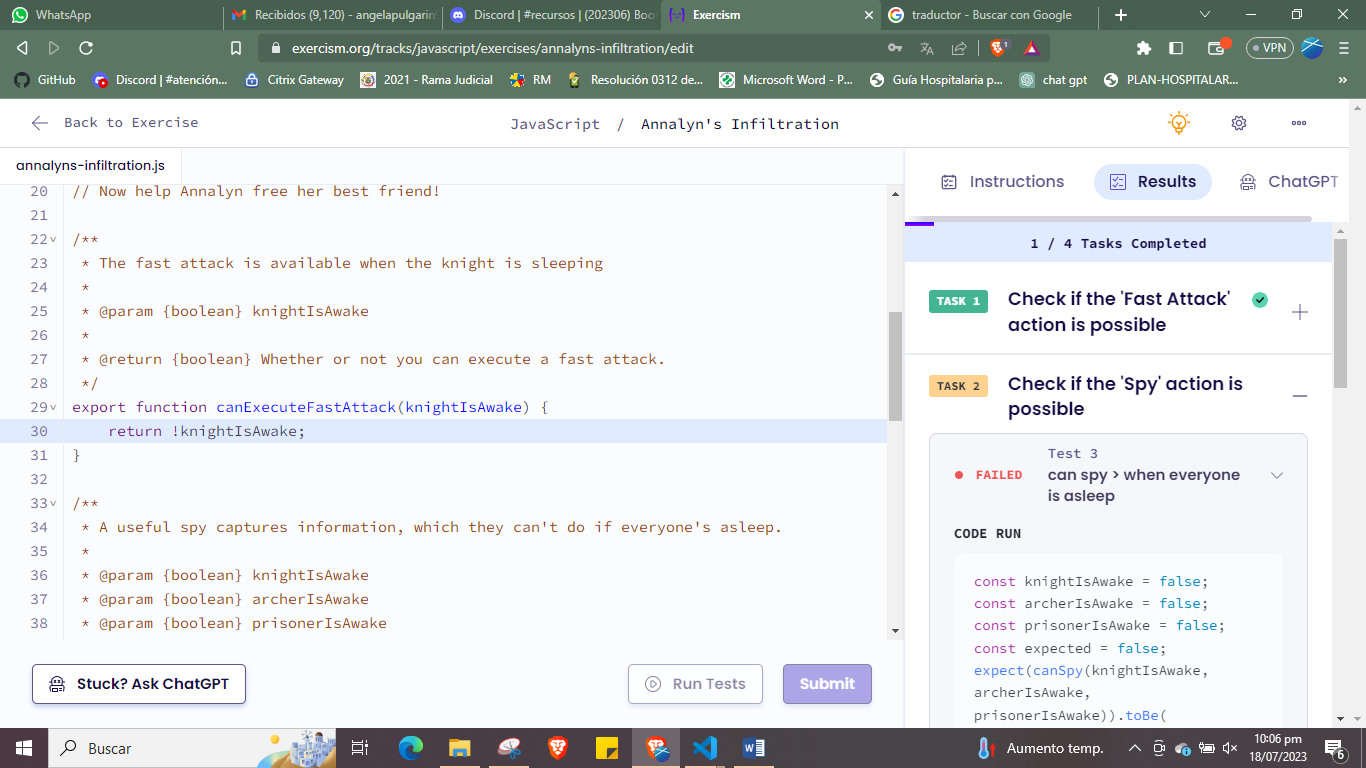 WhatsApp
Recibidos (9,120) - angelapulgarin
Discord | #recursos | (202306) Boo
Exercism
traductor - Buscar con Google
exercism.org/tracks/javascript/exercises/annalyns-infiltration/edit
1
VPN
GitHub
Discord | #atención...
Citrix Gateway
2021 - Rama Judicial
RM
Resolución 0312 de...
Microsoft Word - P...
Guía Hospitalaria p...
chat gpt
PLAN-HOSPITALAR...
»
Back to Exercise
JavaScript / Annalyn's Infiltration
annalyns-infiltration.js
Instructions
Results
ChatGPT
20 // Now help Annalyn free her best friend!
21
22 /**
23 * The fast attack is available when the knight is sleeping
24 *
25 * @param {boolean} knightIsAwake
26 *
27 * @return {boolean} Whether or not you can execute a fast attack.
28 */
29 export function canExecuteFastAttack(knightIsAwake) {
30 return !knightIsAwake;
31 }
32
33 /**
34 * A useful spy captures information, which they can't do if everyone's asleep.
35 *
36 * @param {boolean} knightIsAwake
37 * @param {boolean} archerIsAwake
38 * @param {boolean} prisonerIsAwake
Stuck? Ask ChatGPT
Run Tests
Submit
1 / 4 Tasks Completed
TASK 1
Check if the 'Fast Attack'
action is possible
TASK 2
Check if the 'Spy' action is
possible
Test 3
FAILED
can spy > when everyone
is asleep
CODE RUN
const knightIsAwake = false;
const archerIsAwake = false;
const prisonerIsAwake = false;
const expected = false;
expect(canSpy(knightIsAwake,
archerIsAwake,
prisonerIsAwake)).toBe(
Buscar
Aumento temp.
10:06 pm
18/07/2023
6